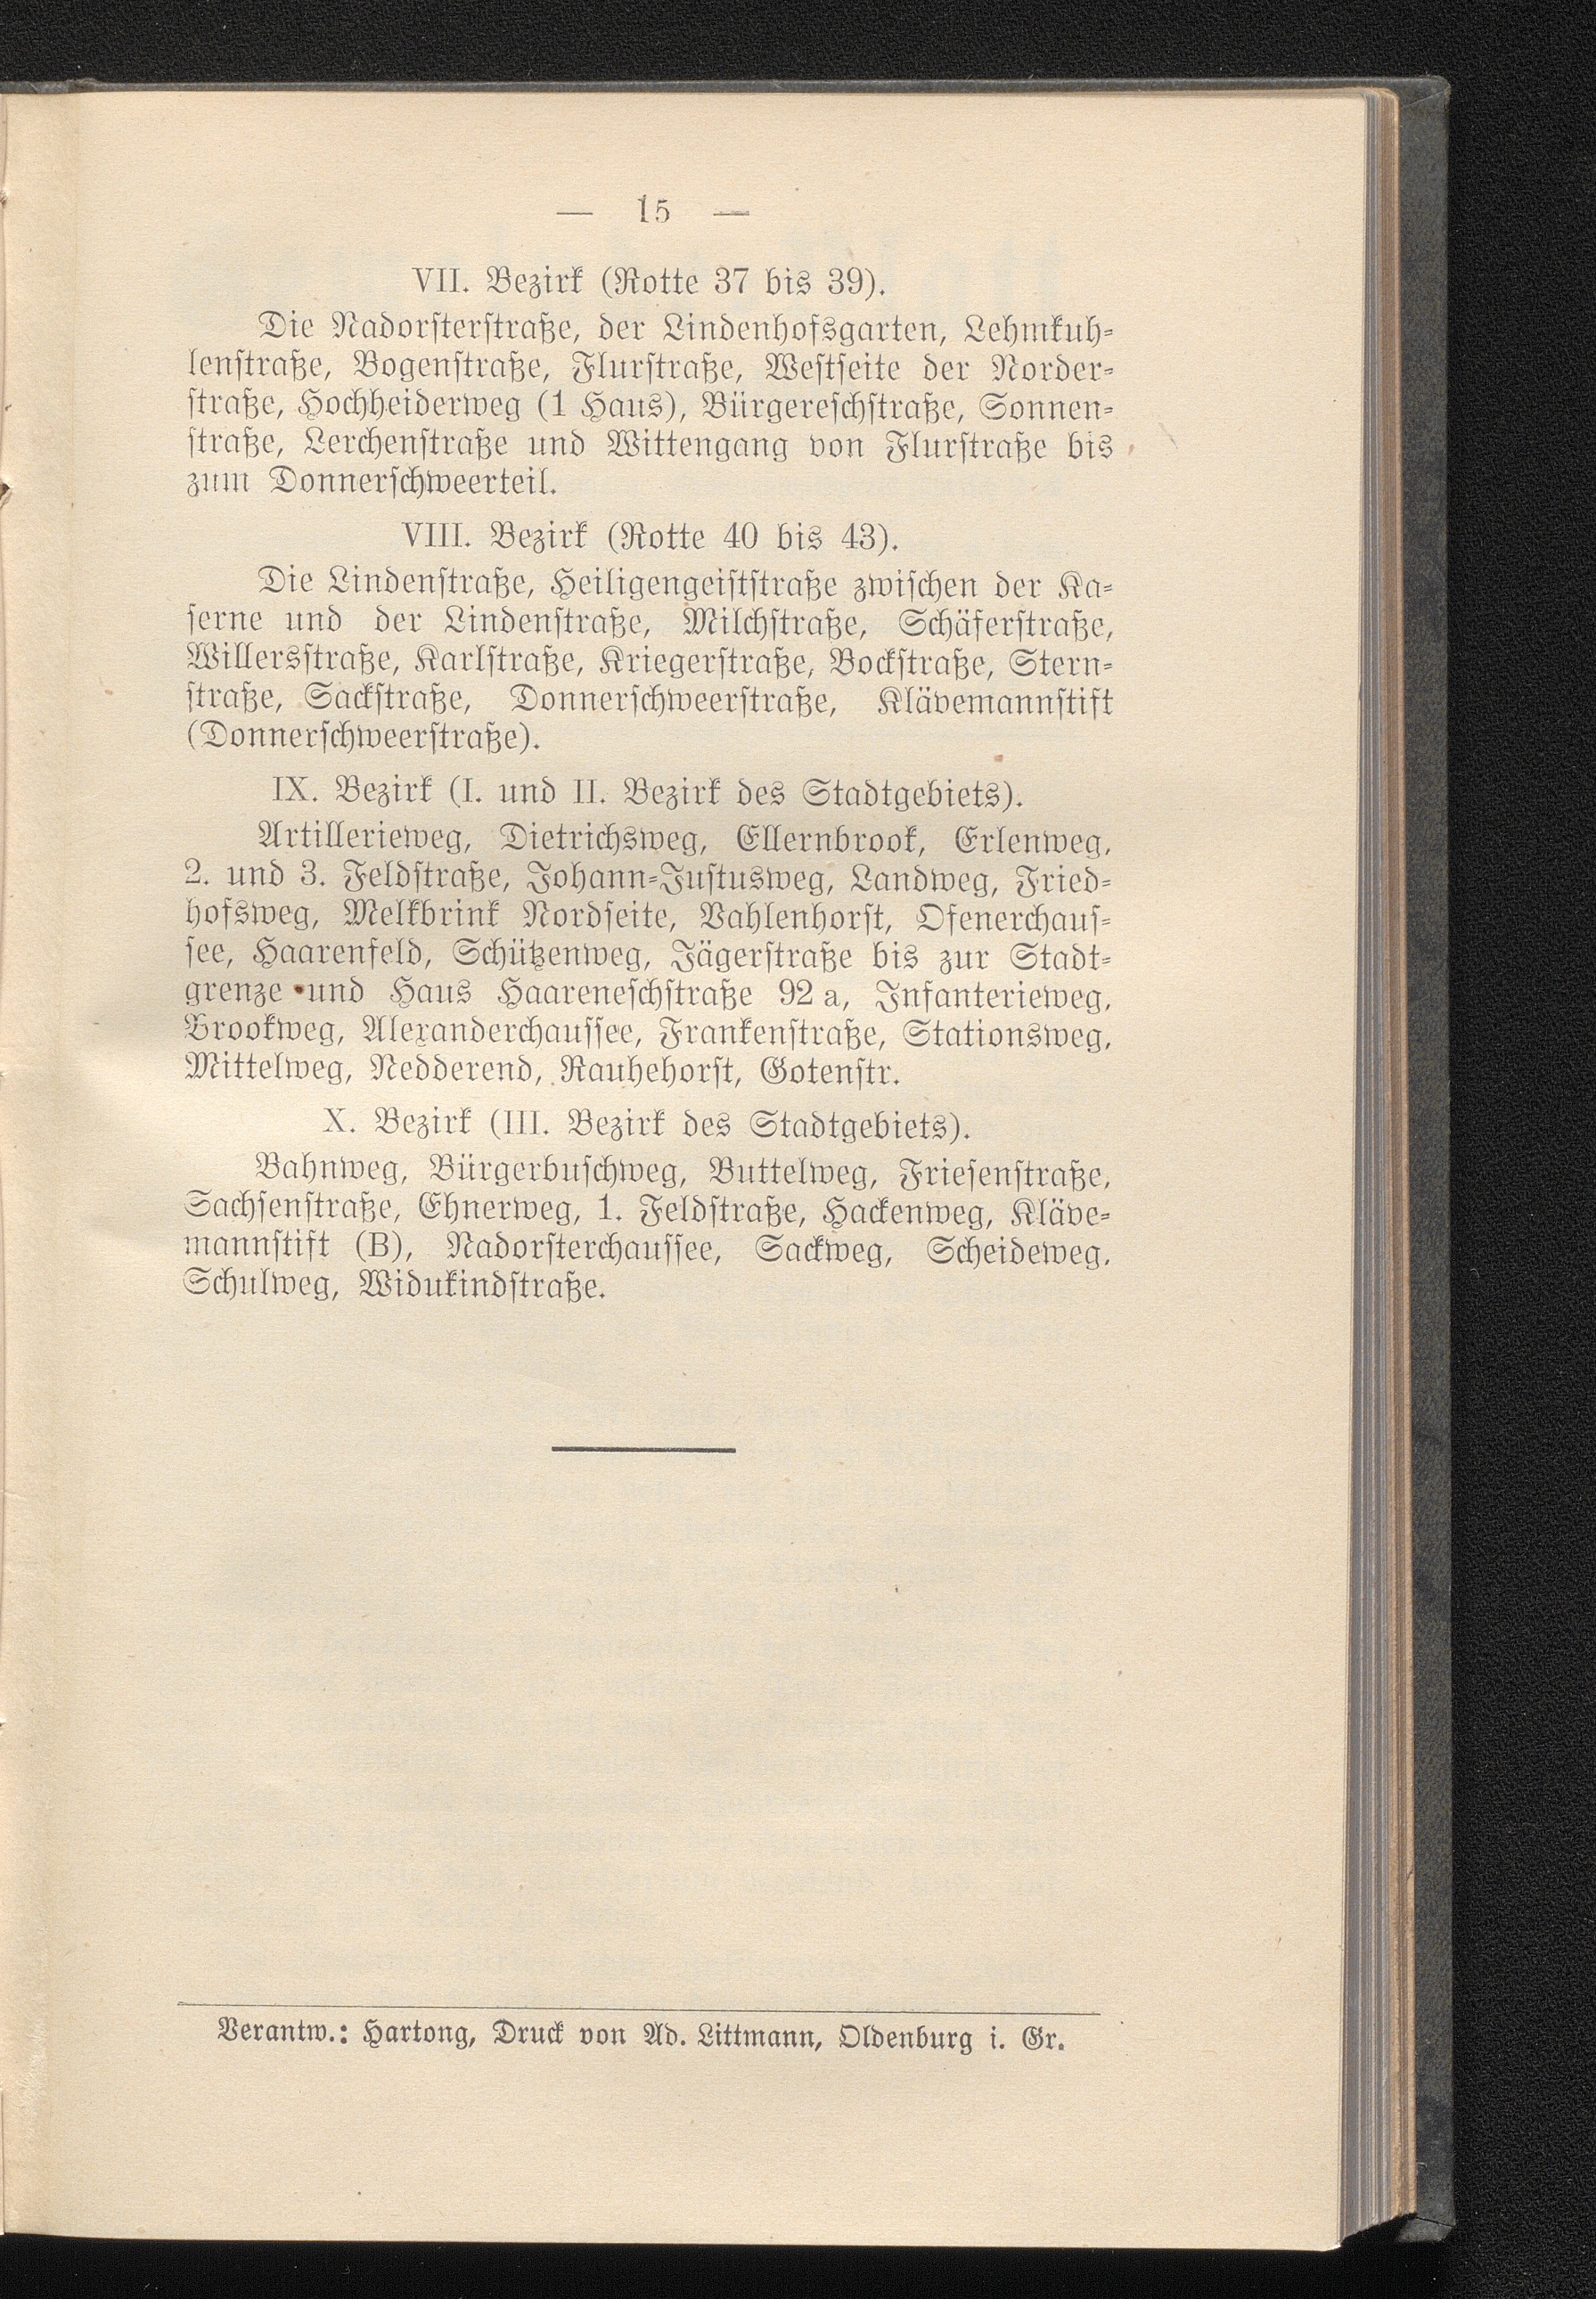 — 15 —
VII. Bezirk (Rotte 37 bis 39).
Die Nadorsterstraße, der Lindenhofsgarten, Lehmkuh-
lenstraße, Bogenstraße, Flurstraße, Westseite der Norder-
straße, Hochheiderweg (1 Haus), Bürgereschstraße, Sonnen-
straße, Lerchenstraße und Wittengang von Flurstraße bis
zum Donnerschweerteil.
VIII. Bezirk (Rotte 40 bis 43).
Die Lindenstraße, Heiligengeiststraße zwischen der Ka-
serne und der Lindenstraße, Milchstraße, Schäferstraße,
Willersstraße, Karlstraße, Kriegerstraße, Bockstraße, Stern-
straße, Sackstraße, Donnerschweerstraße, Klävemannstift
(Donnerschweerstraße).
IX. Bezirk (I. und II. Bezirk des Stadtgebiets).
Artillerieweg, Dietrichsweg, Ellernbrook, Erlenweg,
2. und 3. Feldstraße, Johann-Justusweg, Landweg, Fried-
hofsweg, Melkbrink Nordseite, Vahlenhorst, Ofenerchaus-
see, Haarenfeld, Schützenweg, Jägerstraße bis zur Stadt-
grenze und Haus Haareneschstraße 92 a, Infanterieweg,
Brookweg, Alexanderchaussee, Frankenstraße, Stationsweg,
Mittelweg, Nedderend, Rauhehorst, Gotenstr.
X. Bezirk (III. Bezirk des Stadtgebiets).
Bahnweg, Bürgerbuschweg, Buttelweg, Friesenstraße,
Sachsenstraße, Ehnerweg, 1. Feldstraße, Hackenweg, Kläve-
mannstift (B), Nadorsterchaussee, Sackweg, Scheideweg,
Schulweg, Widukindstraße.
Verantw.: Hartong, Druck von Ad. Littmann, Oldenburg i. Gr.